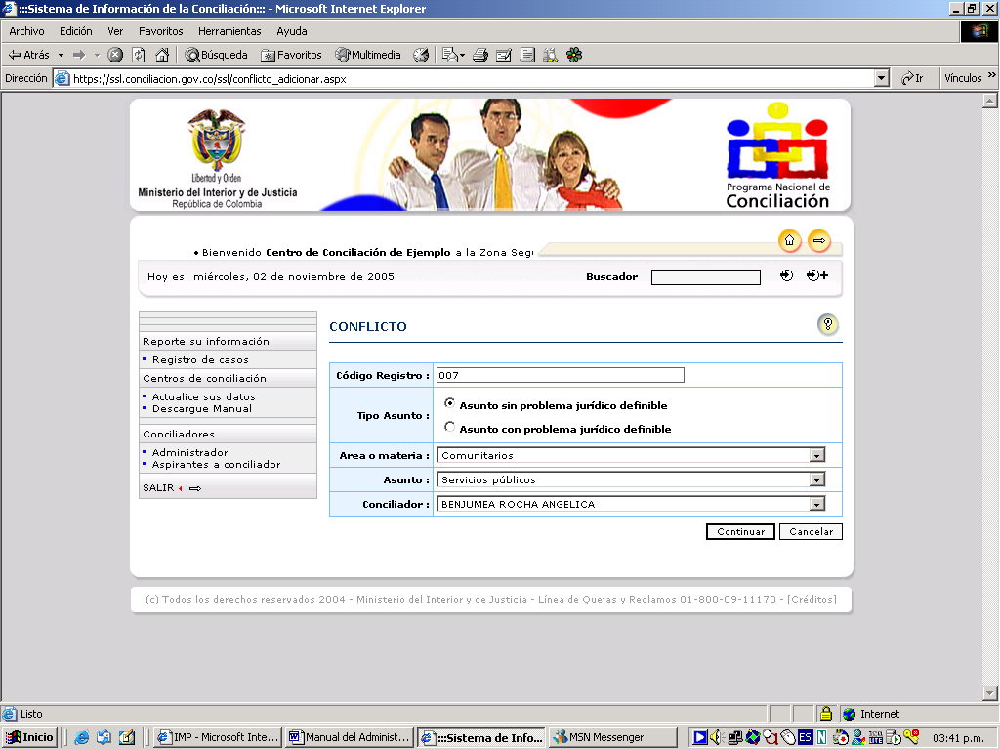 :::Sistema de Información de la Conciliación::: - Microsoft Internet Explorer
Archivo Edición Ver Favoritos Herramientas Ayuda
Atrás Búsqueda Favoritos Multimedia
Dirección https://ssl.conciliacion.gov.co/ssl/conflicto_adicionar.aspx Ir Vínculos »
Libertad y Orden
Ministerio del Interior y de Justicia
República de Colombia
Programa Nacional de
Conciliación
• Bienvenido Centro de Conciliación de Ejemplo a la Zona Segu
Hoy es: miércoles, 02 de noviembre de 2005 Buscador
Reporte su información
Registro de casos
Centros de conciliación
Actualice sus datos
Descargue Manual
Conciliadores
Administrador
Aspirantes a conciliador
SALIR
CONFLICTO
Código Registro : 007
Tipo Asunto :
Asunto sin problema jurídico definible
Asunto con problema jurídico definible
Area o materia : Comunitarios
Asunto : Servicios públicos
Conciliador : BENJUMEA ROCHA ANGELICA
Continuar Cancelar
(c) Todos los derechos reservados 2004 - Ministerio del Interior y de Justicia - Línea de Quejas y Reclamos 01-800-09-11170 - [Créditos]
Listo Internet
Inicio IMP - Microsoft Inte... Manual del Administ... :::Sistema de Info... MSN Messenger ES 03:41 p.m.